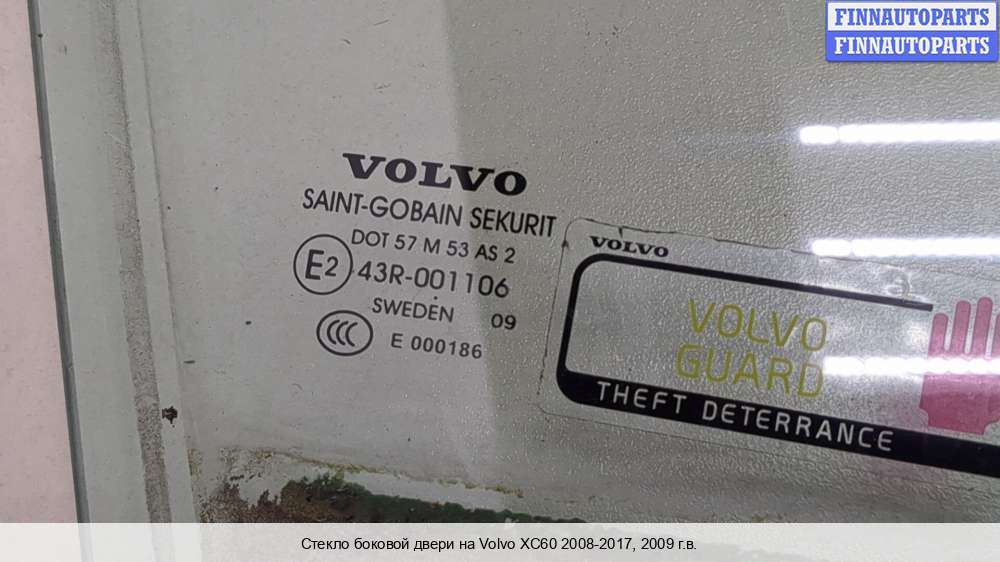 FINNAUTOPARTS
FINNAUTOPARTS
VOLVO
SAINT-GOBAIN SEKURIT
DOT 57 M 53 AS 2
E2 43R-001106
SWEDEN 09
CCC E 000186
VOLVO
VOLVO
GUARD
THEFT DETERRANCE
Стекло боковой двери на Volvo XC60 2008-2017, 2009 г.в.